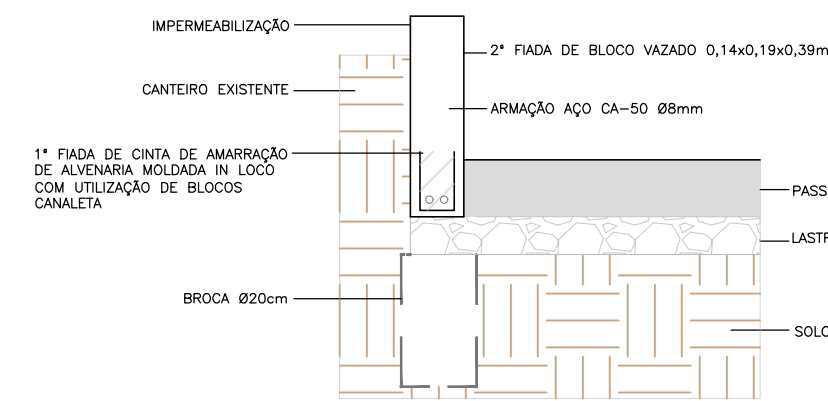 IMPERMEABILIZAÇÃO
2ª FIADA DE BLOCO VAZADO 0,14x0,19x0,39m
CANTEIRO EXISTENTE
ARMAÇÃO AÇO CA-50 Ø8mm
1ª FIADA DE CINTA DE AMARRAÇÃO
DE ALVENARIA MOLDADA IN LOCO
COM UTILIZAÇÃO DE BLOCOS
CANALETA
PASS
LASTR
BROCA Ø20cm
SOLO